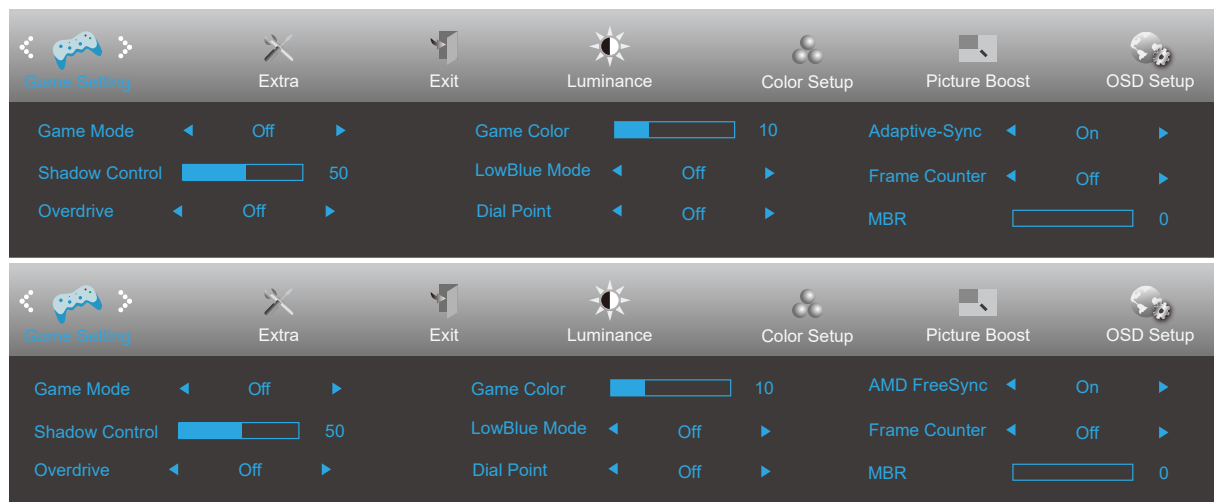 Game Setting Extra Exit Luminance Color Setup Picture Boost OSD Setup
Game Mode Off Game Color 10 Adaptive-Sync On
Shadow Control 50 LowBlue Mode Off Frame Counter Off
Overdrive Off Dial Point Off MBR 0
Game Setting Extra Exit Luminance Color Setup Picture Boost OSD Setup
Game Mode Off Game Color 10 AMD FreeSync On
Shadow Control 50 LowBlue Mode Off Frame Counter Off
Overdrive Off Dial Point Off MBR 0